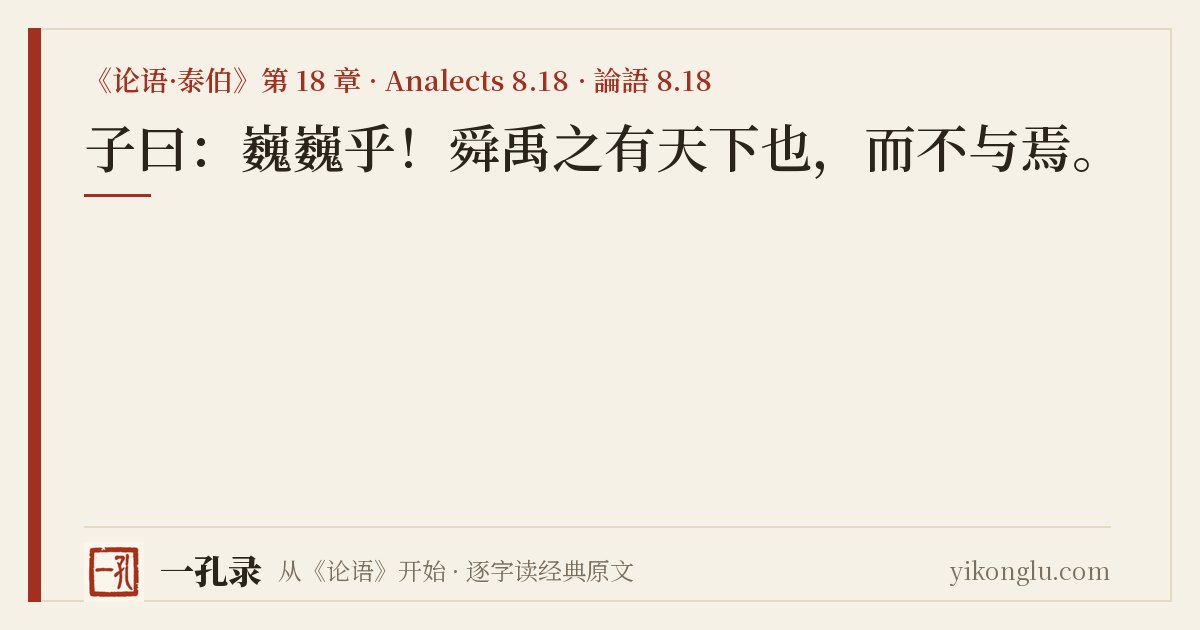 《论语·泰伯》第 18 章 · Analects 8.18 · 論語 8.18
子曰：巍巍乎！舜禹之有天下也，而不与焉。
一孔
一孔录 从《论语》开始 · 逐字读经典原文 yikonglu.com